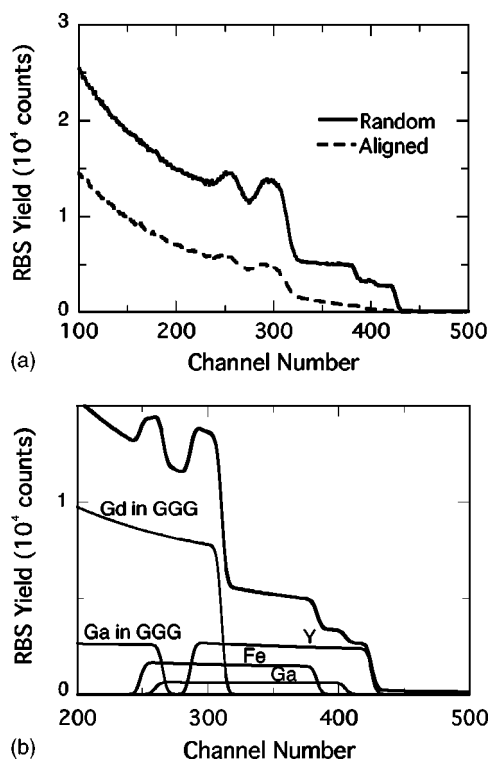 3
2
1
0
RBS Yield (10⁴ counts)
Random
Aligned
100
200
300
400
500
Channel Number
(a)
1
0
RBS Yield (10⁴ counts)
Gd in GGG
Ga in GGG
Y
Fe
Ga
200
300
400
500
Channel Number
(b)